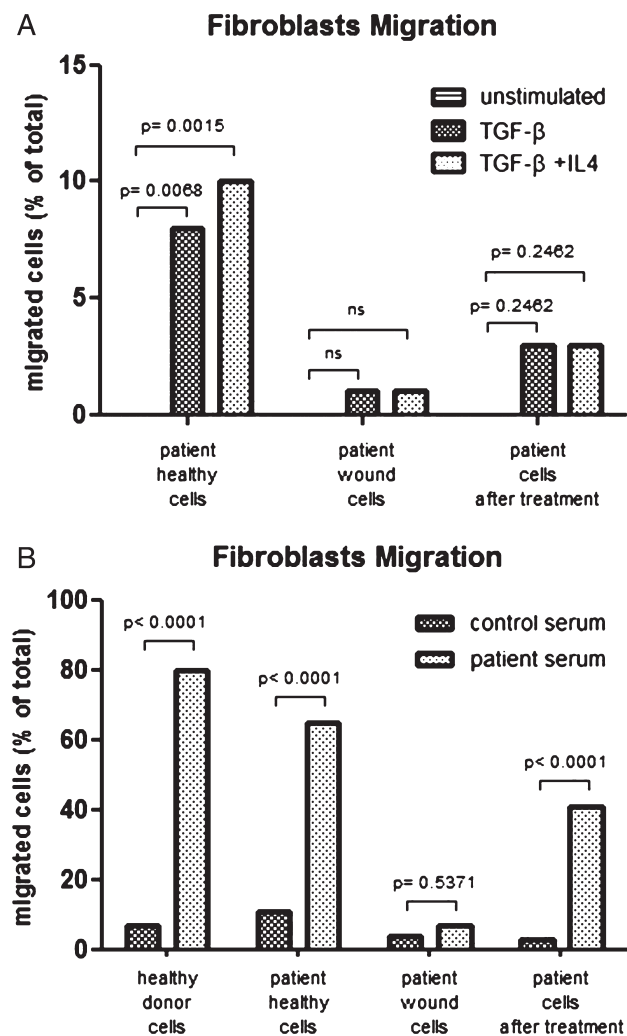 A
Fibroblasts Migration
migrated cells (% of total)
15
10
5
0
unstimulated
TGF-β
TGF-β +IL4
p= 0.0015
p= 0.0068
ns
ns
p= 0.2462
p= 0.2462
patient
healthy
cells
patient
wound
cells
patient
cells
after treatment
B
Fibroblasts Migration
migrated cells (% of total)
100
80
60
40
20
0
control serum
patient serum
p< 0.0001
p< 0.0001
p= 0.5371
p< 0.0001
healthy
donor
cells
patient
healthy
cells
patient
wound
cells
patient
cells
after treatment